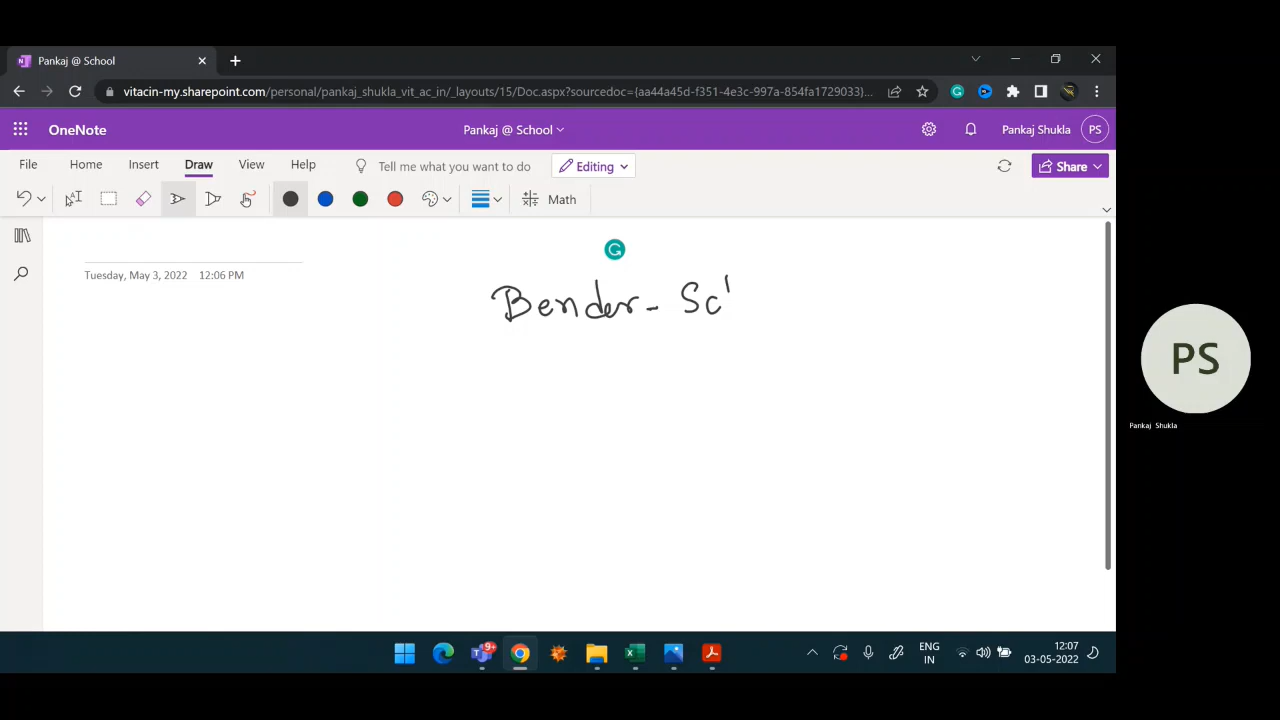 Pankaj @ School
vitacin-my.sharepoint.com/personal/pankaj_shukla_vit_ac_in/_layouts/15/Doc.aspx?sourcedoc={aa44a45d-f351-4e3c-997a-854fa1729033}...
OneNote
Pankaj @ School
Pankaj Shukla
PS
File Home Insert Draw View Help
Tell me what you want to do
Editing
Share
Math
Tuesday, May 3, 2022 12:06 PM
Bender - Sc
PS
Pankaj Shukla
9+
ENG
IN
12:07
03-05-2022